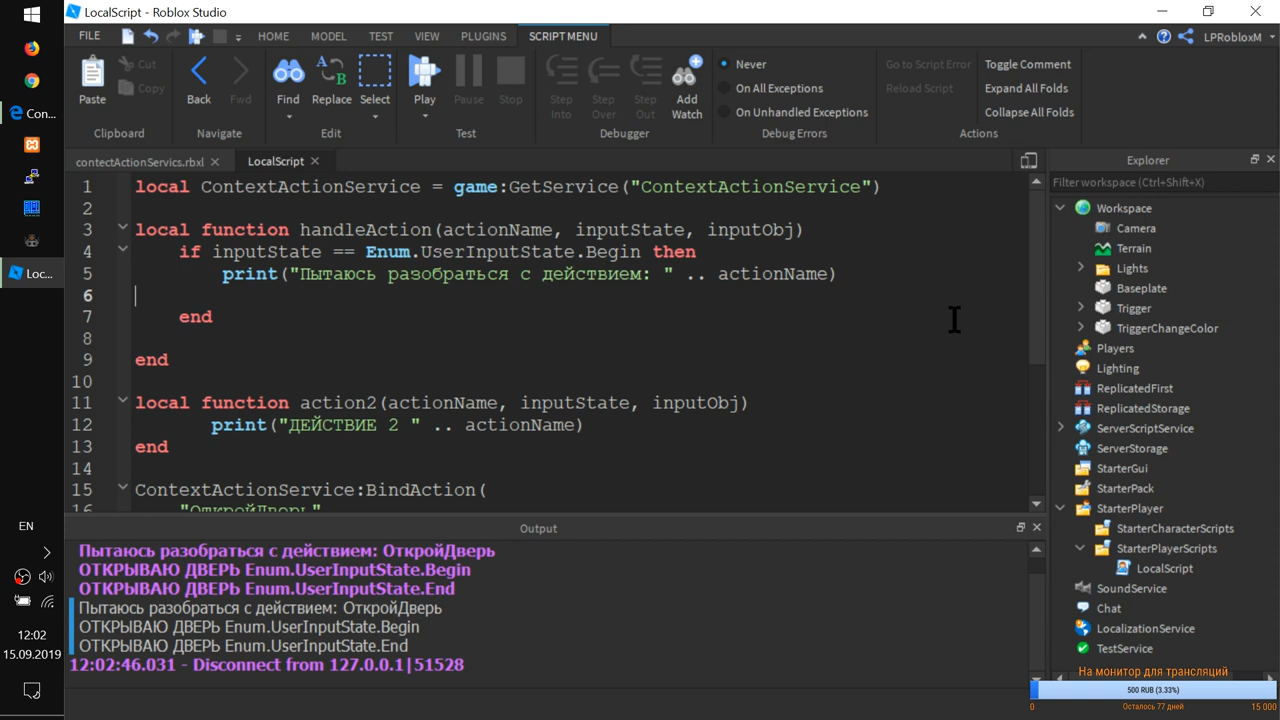 LocalScript - Roblox Studio
FILE
HOME
MODEL
TEST
VIEW
PLUGINS
SCRIPT MENU
LPRobloxM
Paste
Cut
Copy
Back
Fwd
Find
Replace
Select
Play
Pause
Stop
Step Into
Step Over
Step Out
Add Watch
Never
On All Exceptions
On Unhandled Exceptions
Go to Script Error
Reload Script
Toggle Comment
Expand All Folds
Collapse All Folds
Clipboard
Navigate
Edit
Test
Debugger
Debug Errors
Actions
Con...
Loc...
contectActionServics.rbxl
LocalScript
1 local ContextActionService = game:GetService("ContextActionService")
2
3 local function handleAction(actionName, inputState, inputObj)
4 if inputState == Enum.UserInputState.Begin then
5 print("Пытаюсь разобраться с действием: " .. actionName)
6
7 end
8
9 end
10
11 local function action2(actionName, inputState, inputObj)
12 print("ДЕЙСТВИЕ 2 " .. actionName)
13 end
14
15 ContextActionService:BindAction(
16 "ОткройДверь"
Explorer
Filter workspace (Ctrl+Shift+X)
Workspace
Camera
Terrain
Lights
Baseplate
Trigger
TriggerChangeColor
Players
Lighting
ReplicatedFirst
ReplicatedStorage
ServerScriptService
ServerStorage
StarterGui
StarterPack
StarterPlayer
StarterCharacterScripts
StarterPlayerScripts
LocalScript
SoundService
Chat
LocalizationService
TestService
Output
Пытаюсь разобраться с действием: ОткройДверь
ОТКРЫВАЮ ДВЕРЬ Enum.UserInputState.Begin
ОТКРЫВАЮ ДВЕРЬ Enum.UserInputState.End
Пытаюсь разобраться с действием: ОткройДверь
ОТКРЫВАЮ ДВЕРЬ Enum.UserInputState.Begin
ОТКРЫВАЮ ДВЕРЬ Enum.UserInputState.End
12:02:46.031 - Disconnect from 127.0.0.1|51528
EN
12:02
15.09.2019
На монитор для трансляций
500 RUB (3.33%)
0
Осталось 77 дней
15 000